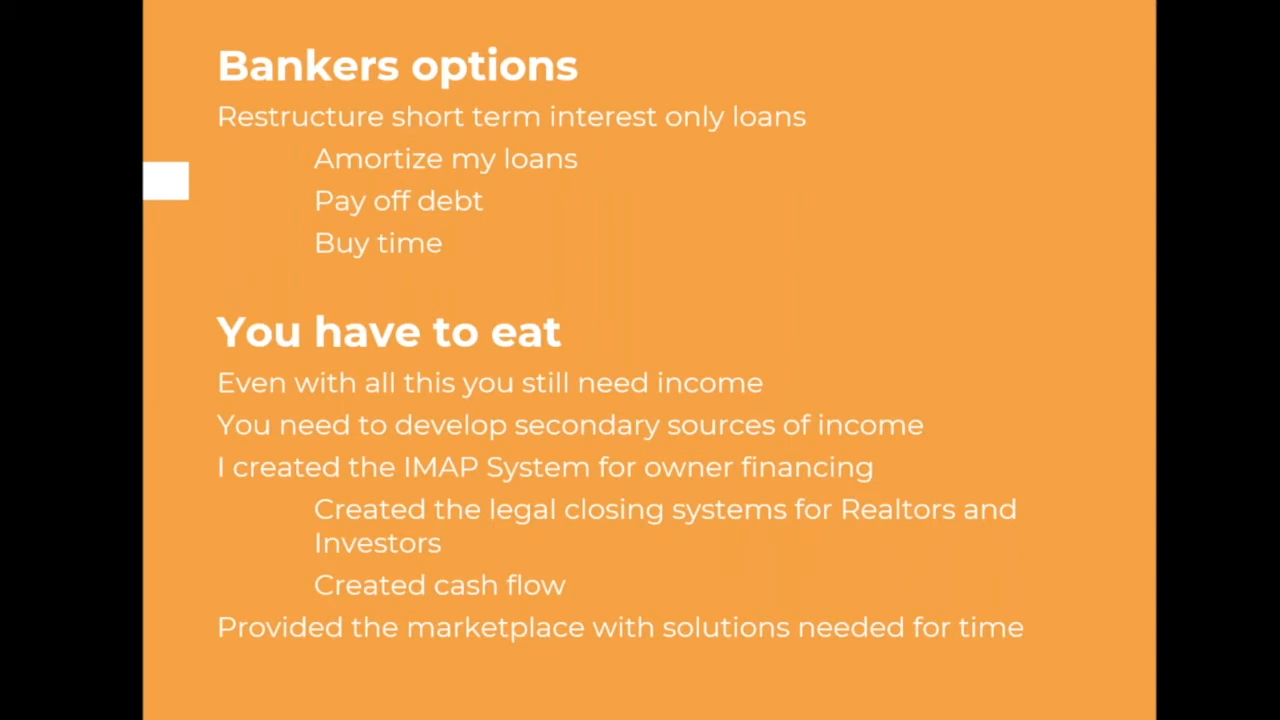 Bankers options
Restructure short term interest only loans
Amortize my loans
Pay off debt
Buy time
You have to eat
Even with all this you still need income
You need to develop secondary sources of income
I created the IMAP System for owner financing
Created the legal closing systems for Realtors and
Investors
Created cash flow
Provided the marketplace with solutions needed for time